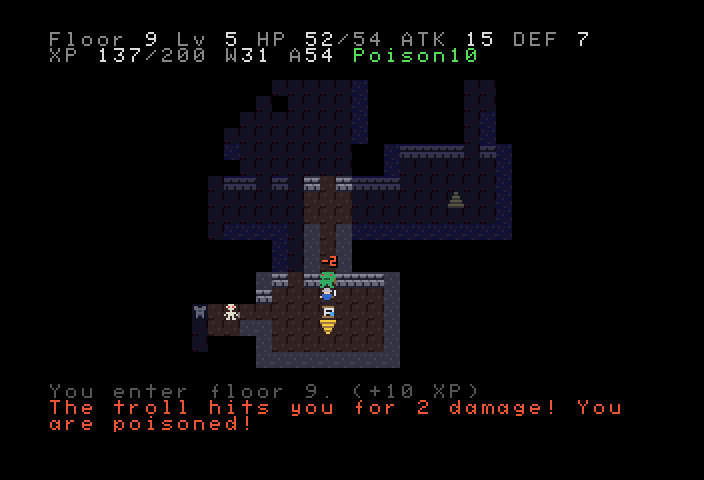 Floor 9 Lv 5 HP 52/54 ATK 15 DEF 7
XP 137/200 W31 A54 Poison10
-2
You enter floor 9. (+10 XP)
The troll hits you for 2 damage! You
are poisoned!